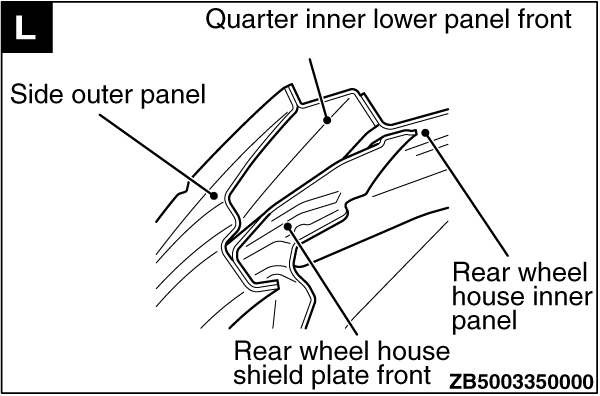 L
Quarter inner lower panel front
Side outer panel
Rear wheel
house inner
panel
Rear wheel house
shield plate front
ZB5003350000